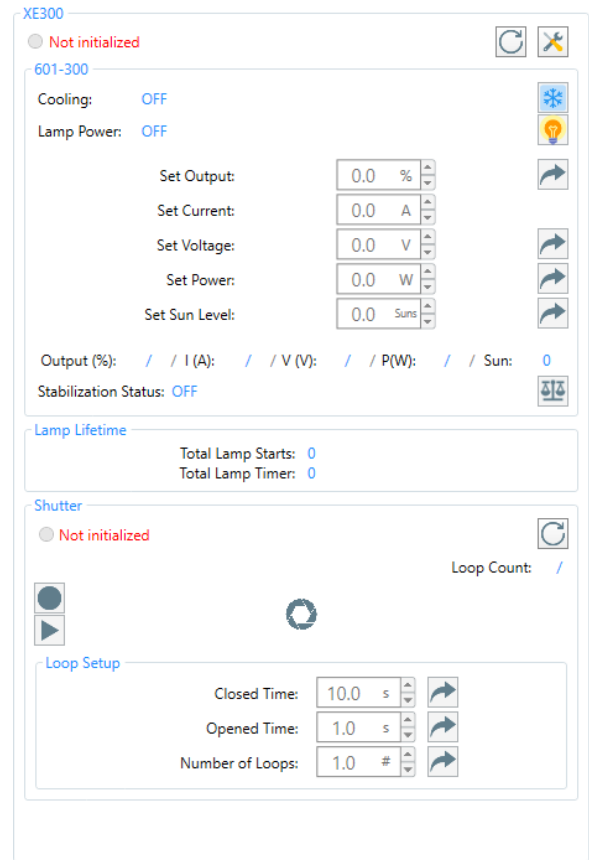 XE300
Not initialized
601-300
Cooling: OFF
Lamp Power: OFF
Set Output: 0.0 %
Set Current: 0.0 A
Set Voltage: 0.0 V
Set Power: 0.0 W
Set Sun Level: 0.0 Suns
Output (%): / / I (A): / / V (V): / / P(W): / / Sun: 0
Stabilization Status: OFF
Lamp Lifetime
Total Lamp Starts: 0
Total Lamp Timer: 0
Shutter
Not initialized
Loop Count: /
Loop Setup
Closed Time: 10.0 s
Opened Time: 1.0 s
Number of Loops: 1.0 #